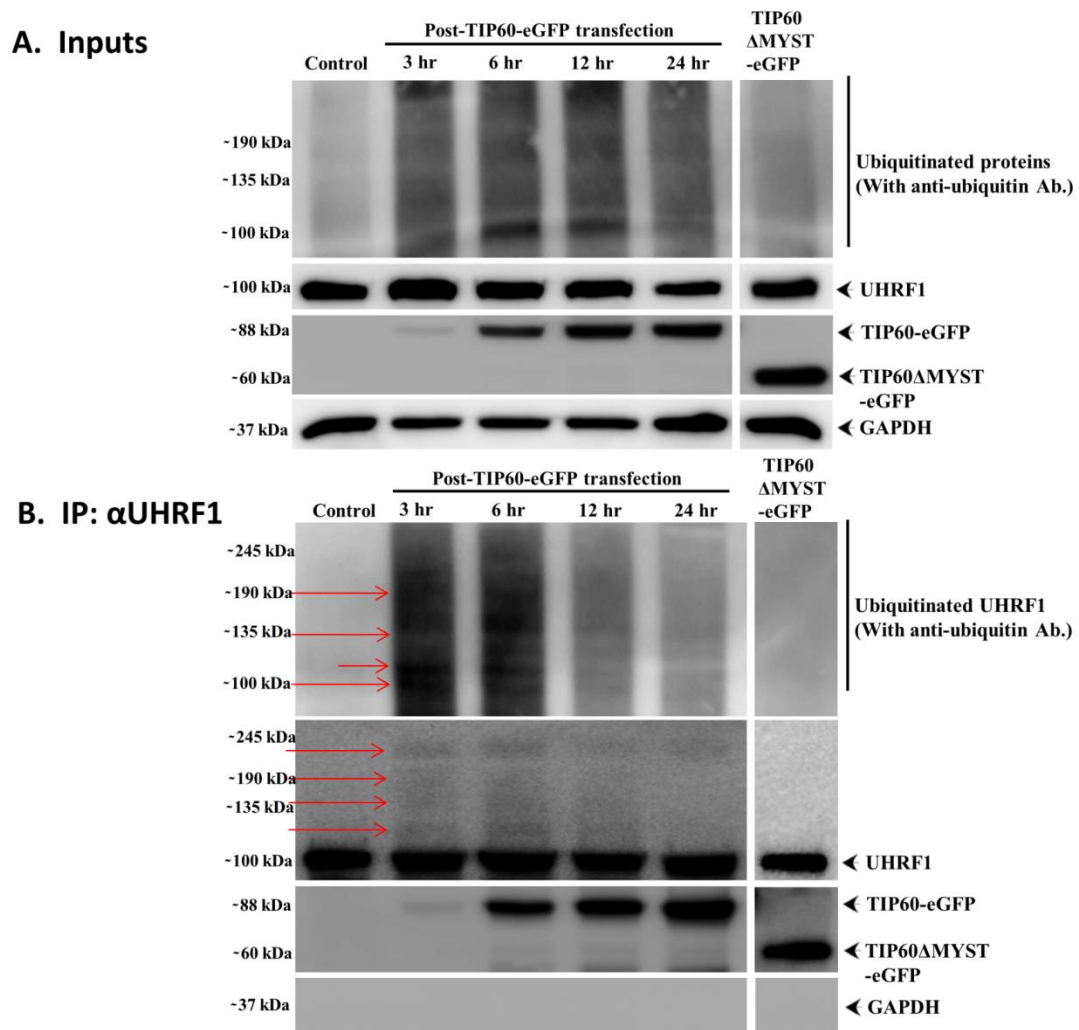 A. Inputs
Post-TIP60-eGFP transfection
TIP60
ΔMYST
-eGFP
Control 3 hr 6 hr 12 hr 24 hr
~190 kDa
~135 kDa
~100 kDa
Ubiquitinated proteins
(With anti-ubiquitin Ab.)
~100 kDa
UHRF1
~88 kDa
TIP60-eGFP
~60 kDa
TIP60ΔMYST
-eGFP
~37 kDa
GAPDH
B. IP: αUHRF1
Post-TIP60-eGFP transfection
TIP60
ΔMYST
-eGFP
Control 3 hr 6 hr 12 hr 24 hr
~245 kDa
~190 kDa
~135 kDa
~100 kDa
Ubiquitinated UHRF1
(With anti-ubiquitin Ab.)
~245 kDa
~190 kDa
~135 kDa
~100 kDa
UHRF1
~88 kDa
TIP60-eGFP
~60 kDa
TIP60ΔMYST
-eGFP
~37 kDa
GAPDH